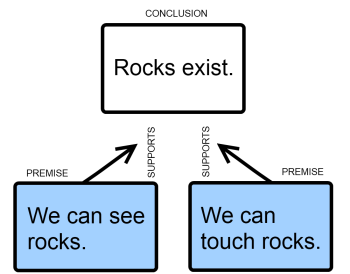 CONCLUSION
Rocks exist.
SUPPORTS
SUPPORTS
PREMISE
We can see
rocks.
PREMISE
We can
touch rocks.